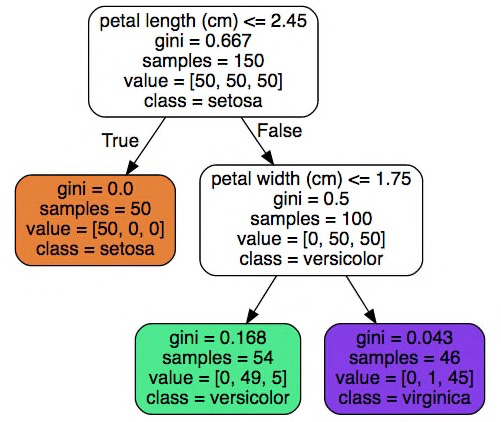 petal length (cm) <= 2.45
gini = 0.667
samples = 150
value = [50, 50, 50]
class = setosa
True
False
gini = 0.0
samples = 50
value = [50, 0, 0]
class = setosa
petal width (cm) <= 1.75
gini = 0.5
samples = 100
value = [0, 50, 50]
class = versicolor
gini = 0.168
samples = 54
value = [0, 49, 5]
class = versicolor
gini = 0.043
samples = 46
value = [0, 1, 45]
class = virginica